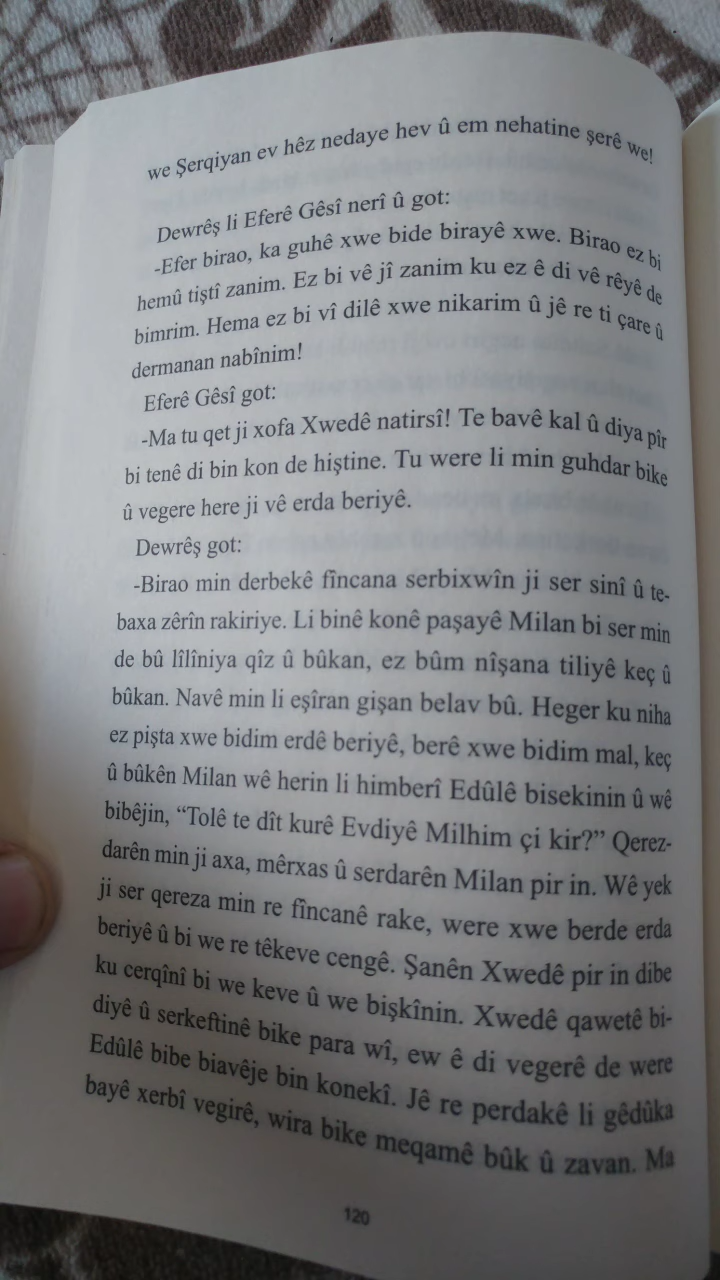 we Şerqiyan ev hêz nedaye hev û em nehatine şerê we!
Dewrêş li Eferê Gêsî nerî û got:
-Efer birao, ka guhê xwe bide birayê xwe. Birao ez bi
hemû tiştî zanim. Ez bi vê jî zanim ku ez ê di vê rêyê de
bimrim. Hema ez bi vî dilê xwe nikarim û jê re ti çare û
dermanan nabînim!
Eferê Gêsî got:
-Ma tu qet ji xofa Xwedê natirsî! Te bavê kal û diya pîr
bi tenê di bin kon de hiştine. Tu were li min guhdar bike
û vegere here ji vê erda beriyê.
Dewrêş got:
-Birao min derbekê fîncana serbixwîn ji ser sinî û te-
baxa zêrîn rakiriye. Li binê konê paşayê Milan bi ser min
de bû lîlîniya qîz û bûkan, ez bûm nîşana tiliyê keç û
bûkan. Navê min li eşîran gişan belav bû. Heger ku niha
ez pişta xwe bidim erdê beriyê, berê xwe bidim mal, keç
û bûkên Milan wê herin li himberî Edûlê bisekinin û wê
bibêjin, “Tolê te dît kurê Evdiyê Milhim çi kir?” Qerez-
darên min ji axa, mêrxas û serdarên Milan pir in. Wê yek
ji ser qereza min re fîncanê rake, were xwe berde erda
beriyê û bi we re têkeve cengê. Şanên Xwedê pir in dibe
ku cerqînî bi we keve û we bişkînin. Xwedê qawetê bi-
diyê û serkeftinê bike para wî, ew ê di vegerê de were
Edûlê bibe biavêje bin konekî. Jê re perdakê li gêdûka
bayê xerbî vegirê, wira bike meqamê bûk û zavan. Ma
120